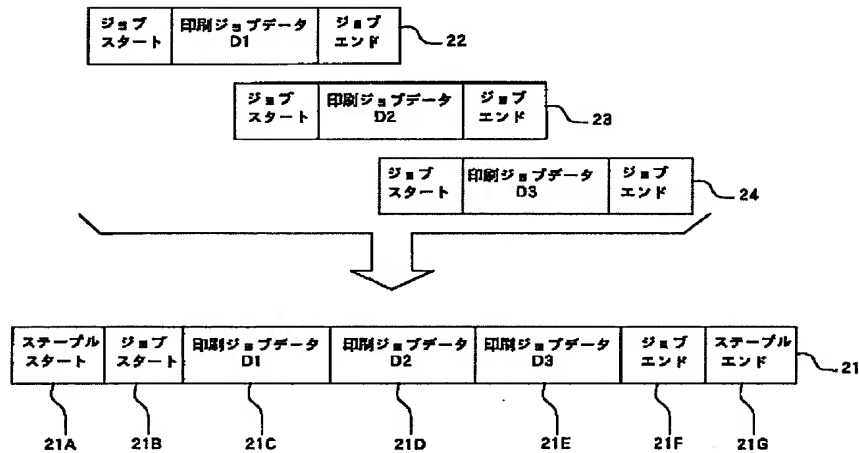 ジョブ
スタート
印刷ジョブデータ
D1
ジョブ
エンド
22
ジョブ
スタート
印刷ジョブデータ
D2
ジョブ
エンド
23
ジョブ
スタート
印刷ジョブデータ
D3
ジョブ
エンド
24
ステープル
スタート
ジョブ
スタート
印刷ジョブデータ
D1
印刷ジョブデータ
D2
印刷ジョブデータ
D3
ジョブ
エンド
ステープル
エンド
21
21A
21B
21C
21D
21E
21F
21G